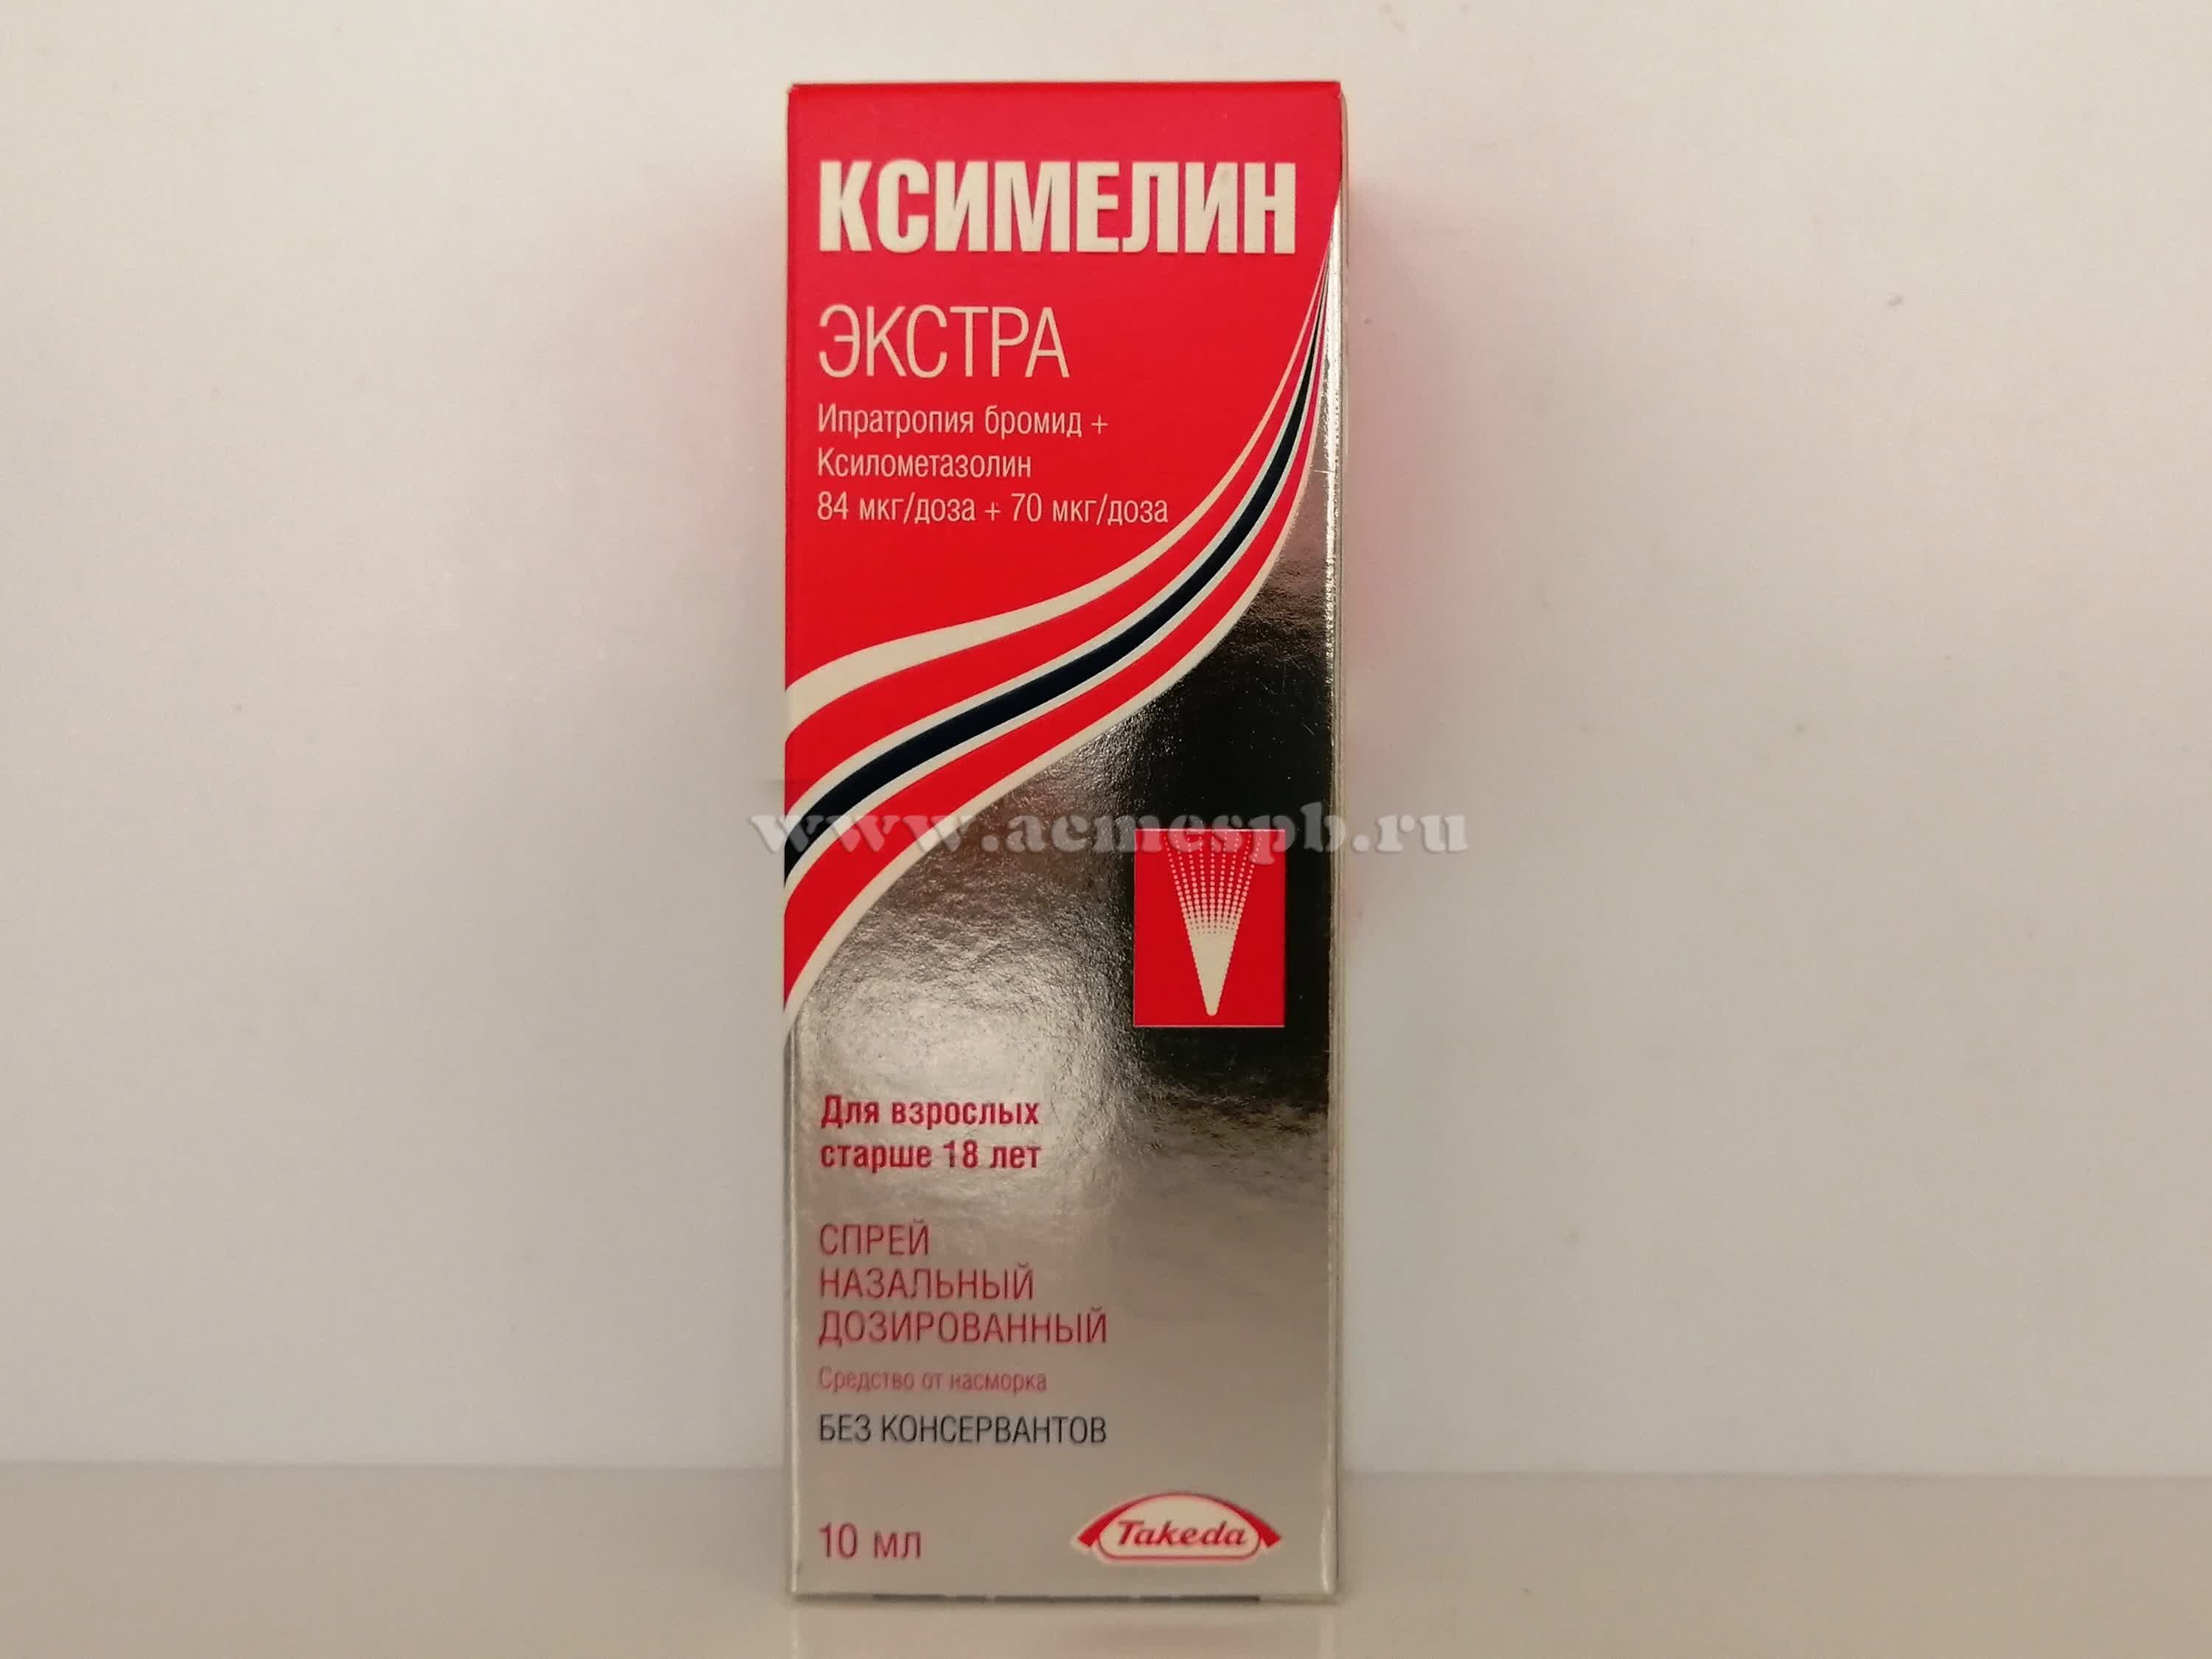 КСИМЕЛИН
ЭКСТРА
Ипратропия бромид +
Ксилометазолин
84 мкг/доза + 70 мкг/доза
www.acmespb.ru
Для взрослых
старше 18 лет
СПРЕЙ
НАЗАЛЬНЫЙ
ДОЗИРОВАННЫЙ
Средство от насморка
БЕЗ КОНСЕРВАНТОВ
10 мл
Takeda